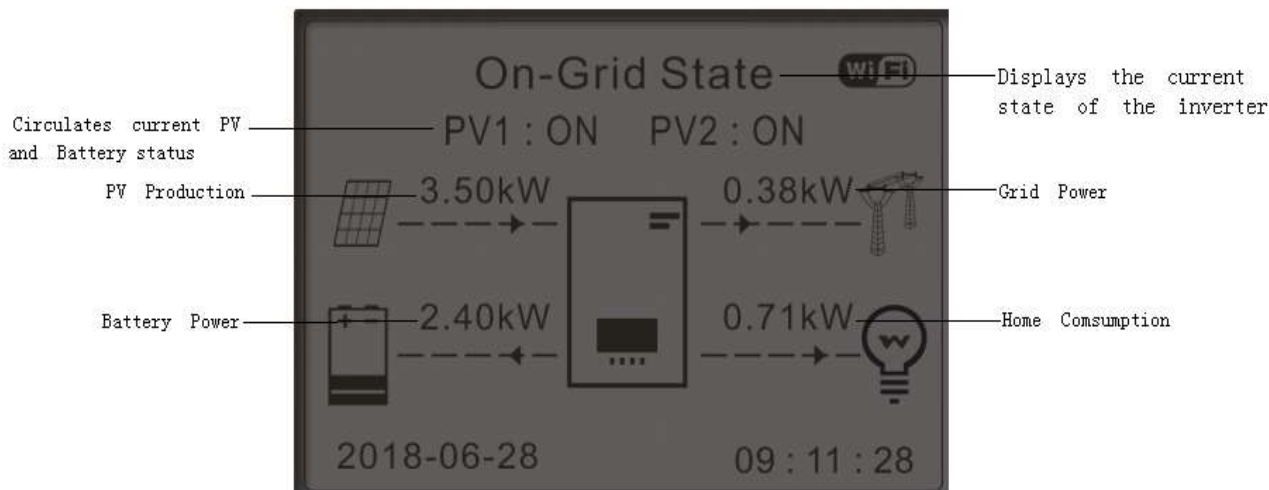 On-Grid State
WiFi
Displays the current
state of the inverter
Circulates current PV
and Battery status
PV1 : ON PV2 : ON
PV Production
3.50kW
0.38kW
Grid Power
Battery Power
+ -
2.40kW
0.71kW
Home Comsumption
2018-06-28
09 : 11 : 28